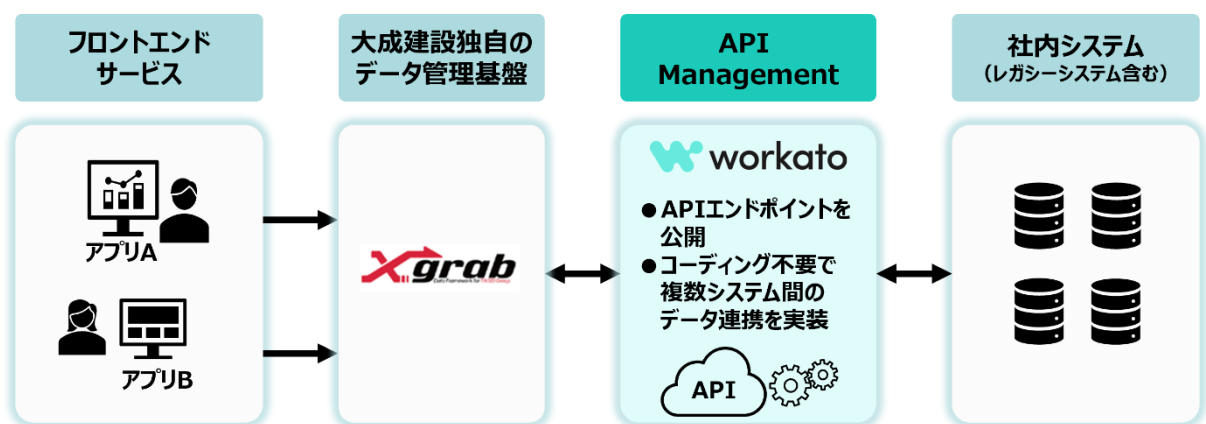 フロントエンド
サービス
大成建設独自の
データ管理基盤
API
Management
社内システム
（レガシーシステム含む）
アプリA
アプリB
Xgrab
workato
●APIエンドポイントを
公開
●コーディング不要で
複数システム間の
データ連携を実装
API